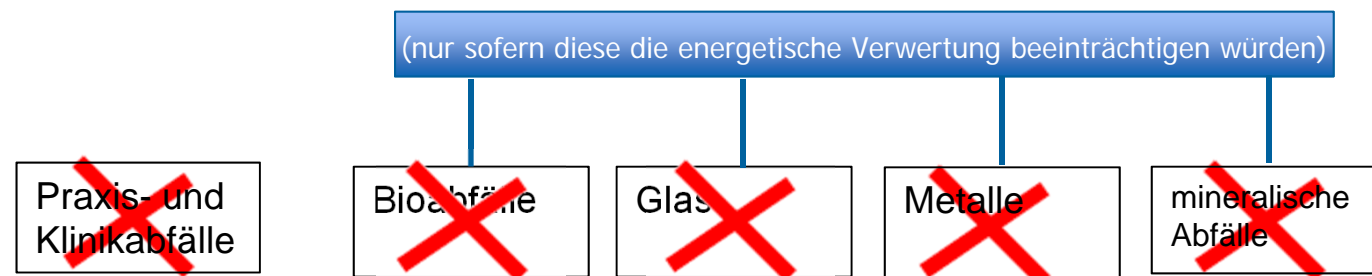 (nur sofern diese die energetische Verwertung beeinträchtigen würden)
Praxis- und
Klinikabfälle
Bioabfälle
Glas
Metalle
mineralische
Abfälle